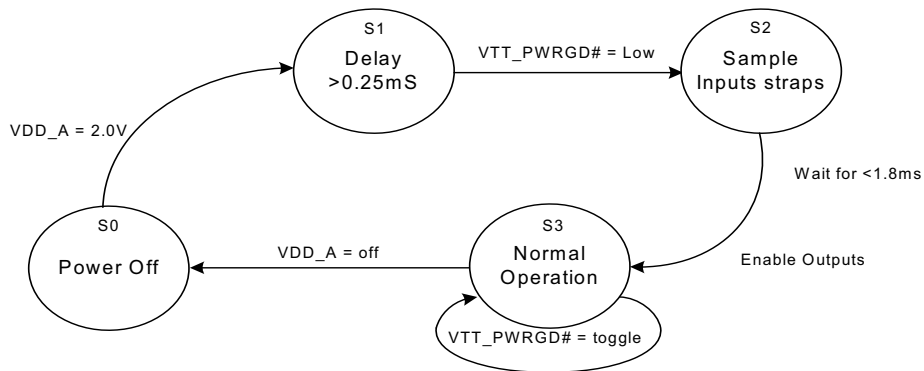 S1
Delay
>0.25mS
VTT_PWRGD# = Low
S2
Sample
Inputs straps
VDD_A = 2.0V
Wait for <1.8ms
S0
Power Off
VDD_A = off
S3
Normal
Operation
Enable Outputs
VTT_PWRGD# = toggle